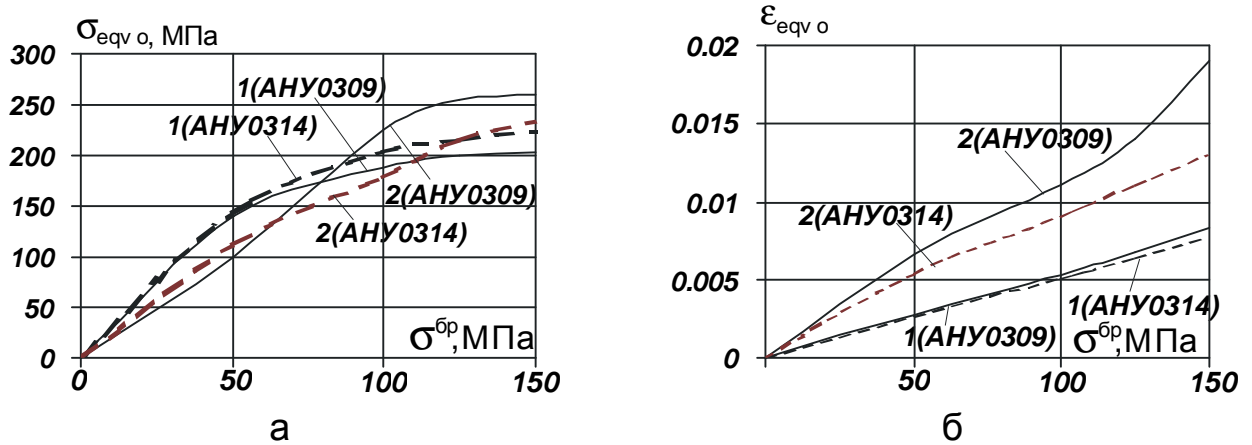 σeqv o, МПа
300
250
200
150
100
50
0
0
50
100
150
1(АНУ0309)
1(АНУ0314)
2(АНУ0309)
2(АНУ0314)
σбр,МПа
а
εeqv o
0.02
0.015
0.01
0.005
0
50
100
150
2(АНУ0309)
2(АНУ0314)
1(АНУ0314)
1(АНУ0309)
σбр,МПа
б